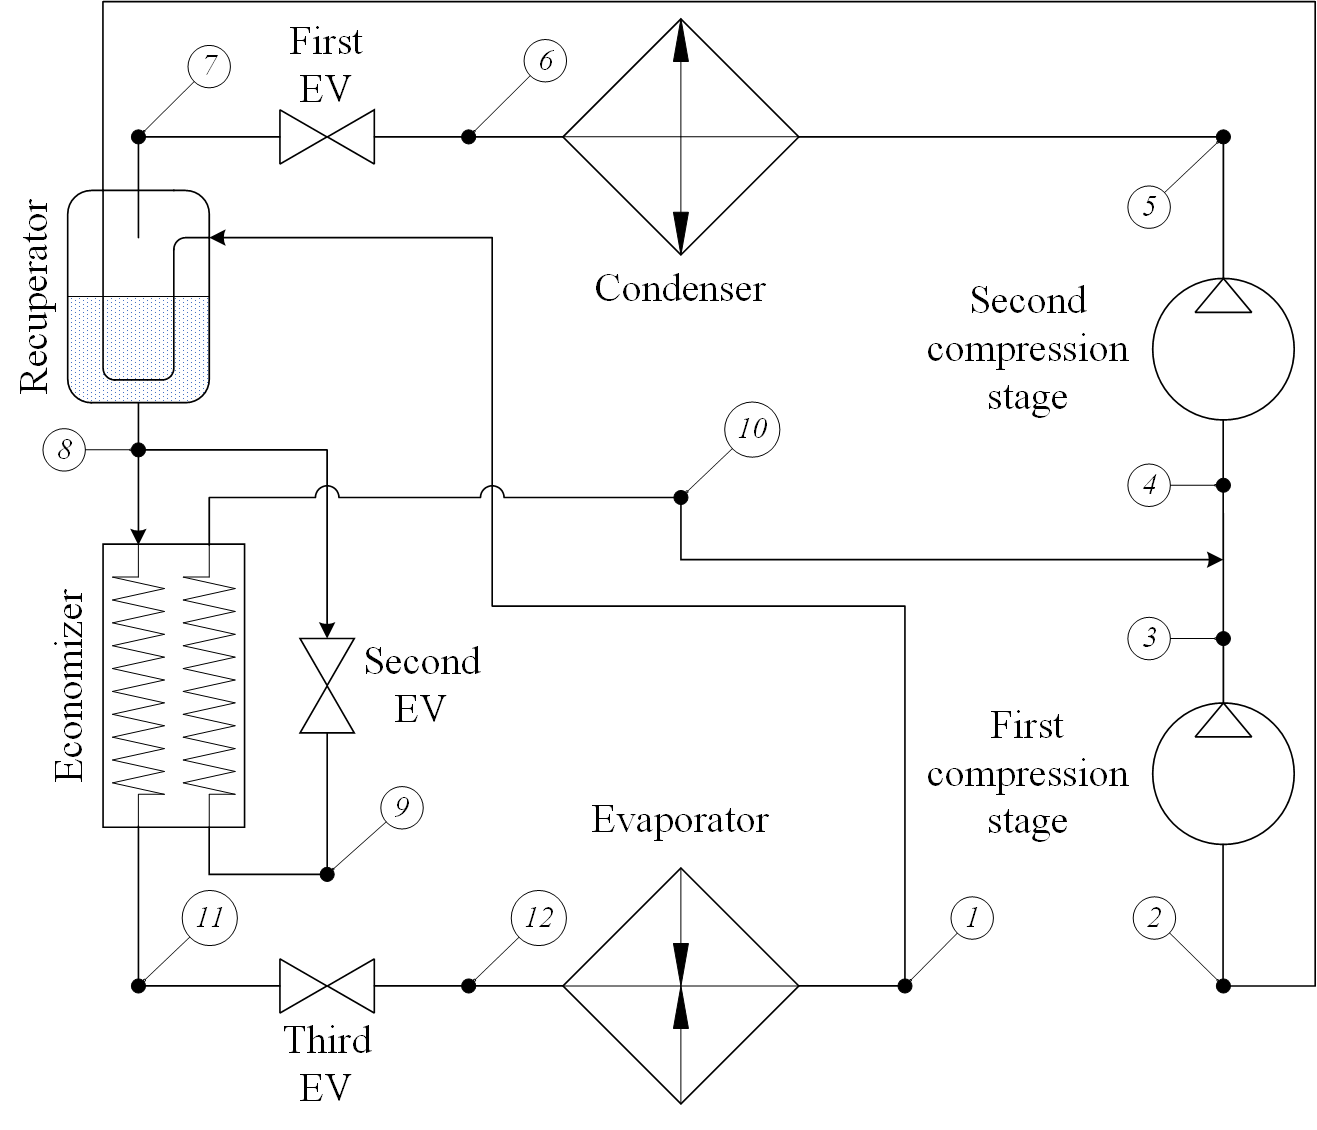 First
EV
7
6
5
Recuperator
Condenser
Second
compression
stage
8
10
4
3
Economizer
Second
EV
First
compression
stage
9
Evaporator
11
12
1
2
Third
EV